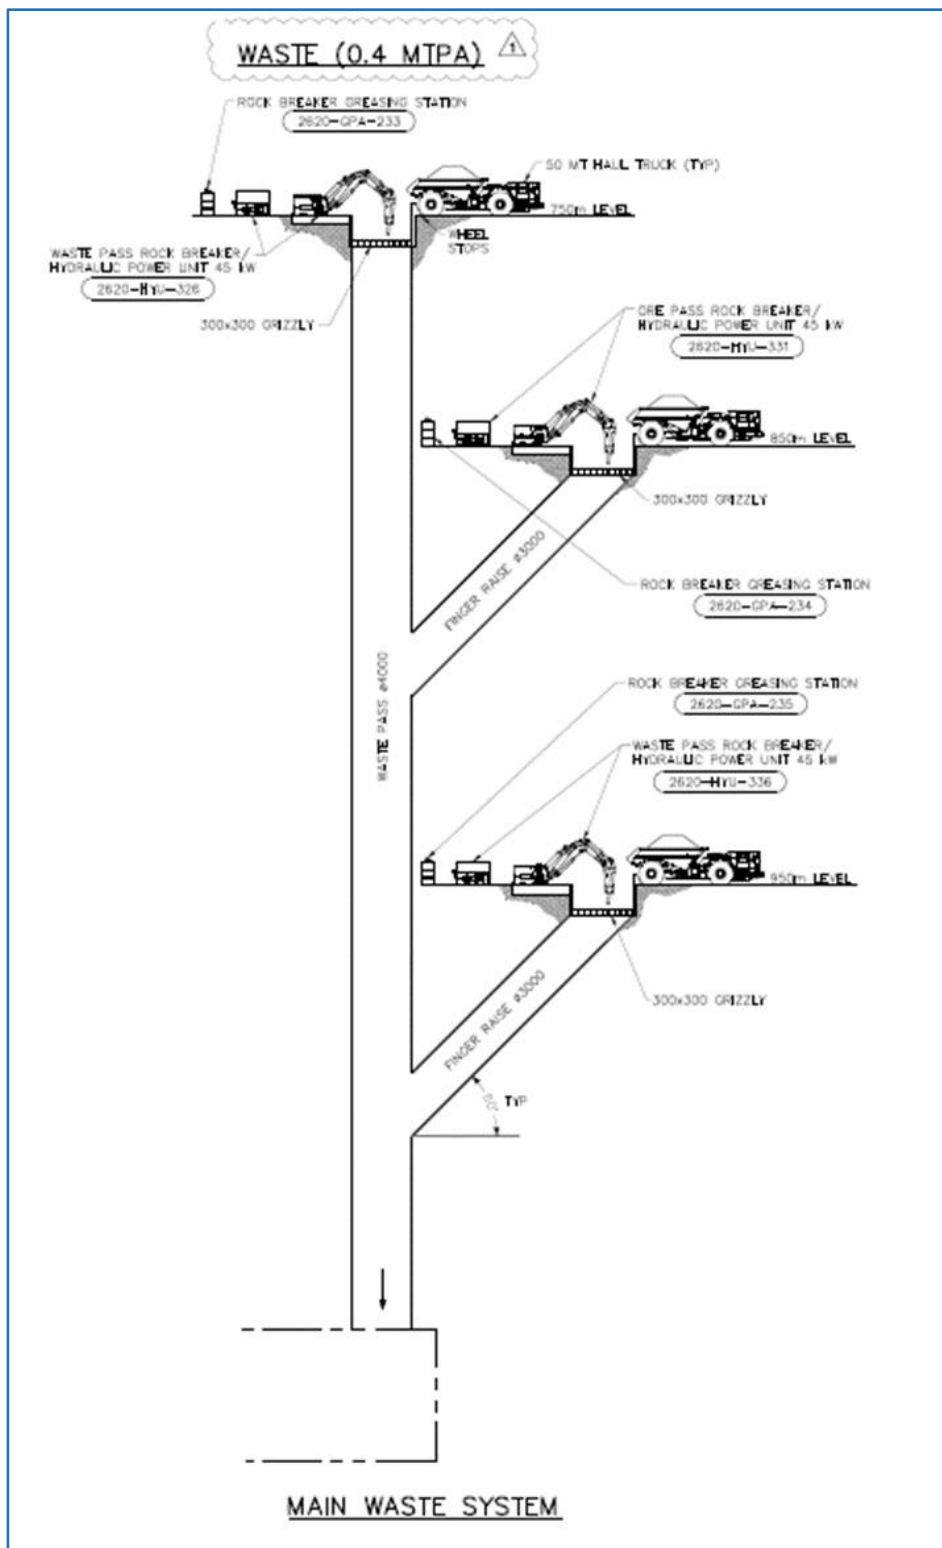 WASTE (0.4 MTPA)
1
ROCK BREAKER GREASING STATION
2620-GPA-233
50 MT HAUL TRUCK (TYP)
750m LEVEL
WHEEL
STOPS
WASTE PASS ROCK BREAKER/
HYDRAULIC POWER UNIT 45 kW
2620-HYU-326
300x300 GRIZZLY
ORE PASS ROCK BREAKER/
HYDRAULIC POWER UNIT 45 kW
2620-HYU-331
850m LEVEL
300x300 GRIZZLY
FINGER RAISE ø3000
ROCK BREAKER GREASING STATION
2620-GPA-234
WASTE PASS ø4000
ROCK BREAKER GREASING STATION
2620-GPA-235
WASTE PASS ROCK BREAKER/
HYDRAULIC POWER UNIT 45 kW
2620-HYU-336
950m LEVEL
300x300 GRIZZLY
FINGER RAISE ø3000
TYP
MAIN WASTE SYSTEM